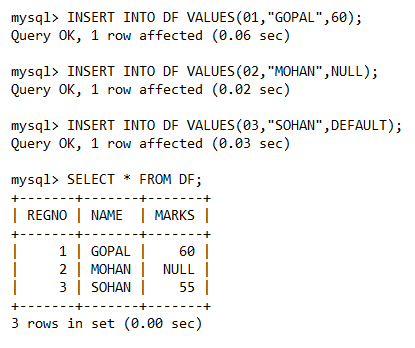 mysql> INSERT INTO DF VALUES(01,"GOPAL",60);
Query OK, 1 row affected (0.06 sec)
mysql> INSERT INTO DF VALUES(02,"MOHAN",NULL);
Query OK, 1 row affected (0.02 sec)
mysql> INSERT INTO DF VALUES(03,"SOHAN",DEFAULT);
Query OK, 1 row affected (0.03 sec)
mysql> SELECT * FROM DF;
+-------+-------+-------+
| REGNO | NAME  | MARKS |
+-------+-------+-------+
|     1 | GOPAL |    60 |
|     2 | MOHAN |  NULL |
|     3 | SOHAN |    55 |
+-------+-------+-------+
3 rows in set (0.00 sec)